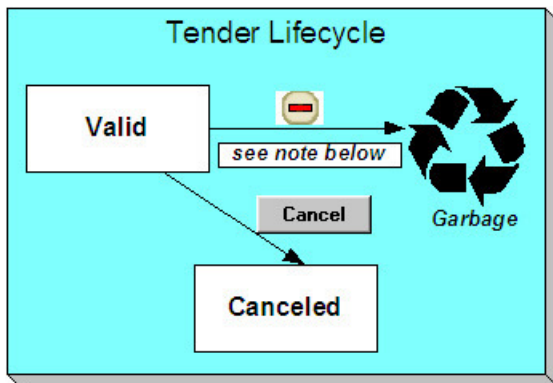 Tender Lifecycle
Valid
see note below
Garbage
Cancel
Canceled